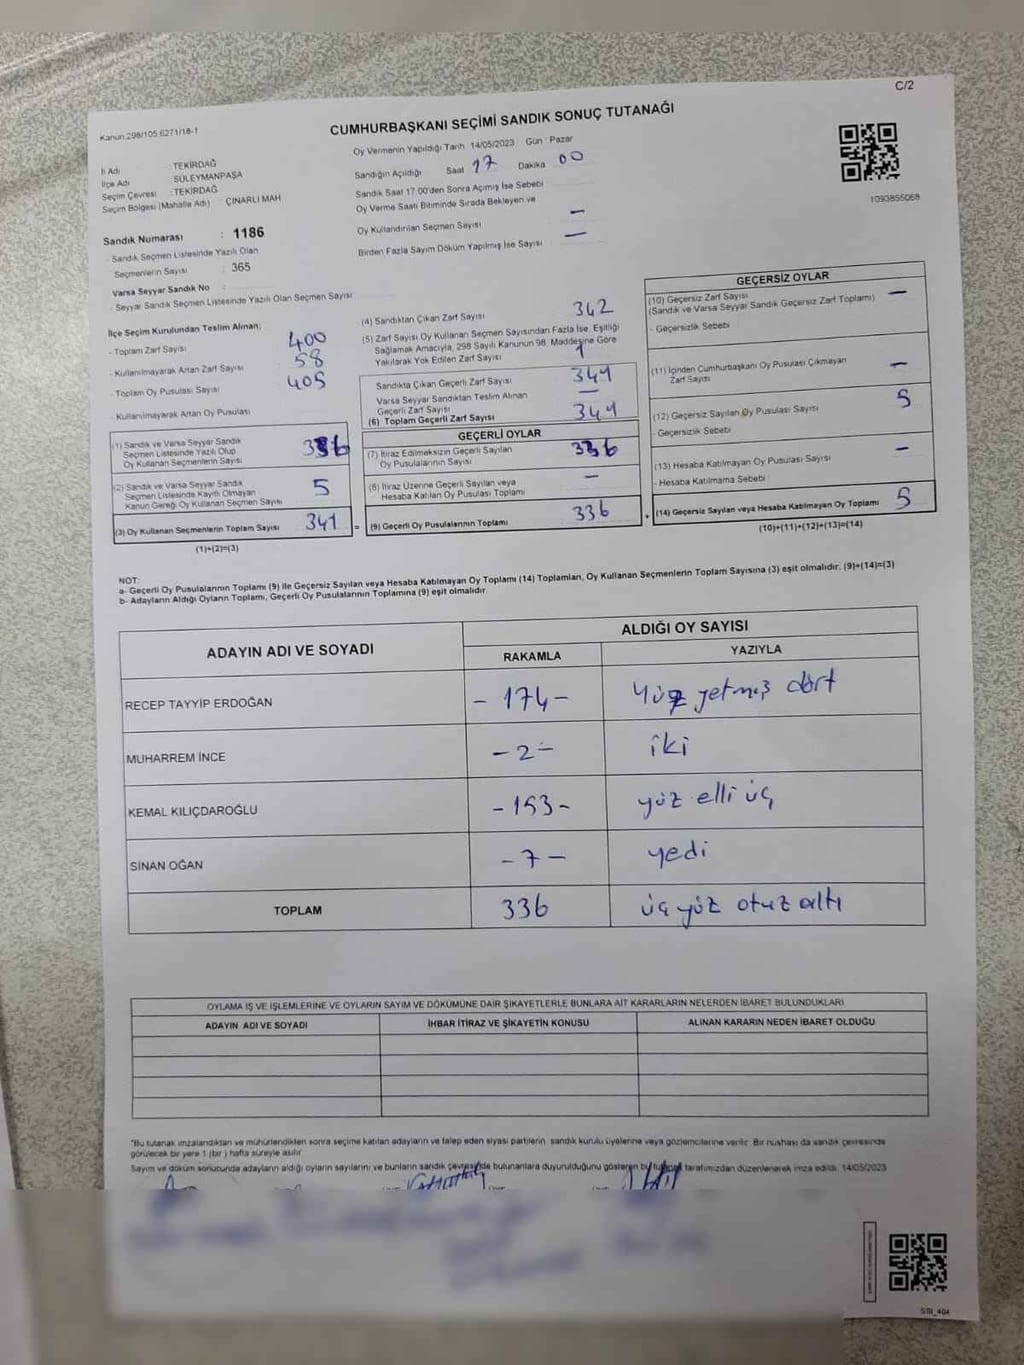 C/2
Kanun:298/105,6271/18-1
CUMHURBAŞKANI SEÇİMİ SANDIK SONUÇ TUTANAĞI
İl Adı : TEKİRDAĞ
İlçe Adı : SÜLEYMANPAŞA
Seçim Çevresi : TEKİRDAĞ
Seçim Bölgesi (Mahalle Adı) : ÇINARLI MAH
Oy Vermenin Yapıldığı Tarih 14/05/2023 Gün : Pazar
Sandığın Açıldığı Saat 17 Dakika 00
Sandık Saat 17:00'den Sonra Açımış İse Sebebi
Oy Verme Saati Bitiminde Sırada Bekleyen ve
Oy Kullandırılan Seçmen Sayısı -
Birden Fazla Sayım Döküm Yapılmış İse Sayısı -
1093855068
Sandık Numarası : 1186
- Sandık Seçmen Listesinde Yazılı Olan
Seçmenlerin Sayısı : 365
Varsa Seyyar Sandık No :
- Seyyar Sandık Seçmen Listesinde Yazılı Olan Seçmen Sayısı
İlçe Seçim Kurulundan Teslim Alınan;
- Toplam Zarf Sayısı 400
- Kullanılmayarak Artan Zarf Sayısı 58
- Toplam Oy Pusulası Sayısı 405
- Kullanılmayarak Artan Oy Pusulası
(1) Sandık ve Varsa Seyyar Sandık
Seçmen Listesinde Yazılı Olup
Oy Kullanan Seçmenlerin Sayısı 336
(2) Sandık ve Varsa Seyyar Sandık
Seçmen Listesinde Kayıtlı Olmayan
Kanun Gereği Oy Kullanan Seçmen Sayısı 5
(3) Oy Kullanan Seçmenlerin Toplam Sayısı 341 =
(1)+(2)=(3)
(4) Sandıktan Çıkan Zarf Sayısı 342
(5) Zarf Sayısı Oy Kullanan Seçmen Sayısından Fazla İse, Eşitliği
Sağlamak Amacıyla, 298 Sayılı Kanunun 98. Maddesine Göre
Yakılarak Yok Edilen Zarf Sayısı 1
Sandıkta Çıkan Geçerli Zarf Sayısı 341
Varsa Seyyar Sandıktan Teslim Alınan
Geçerli Zarf Sayısı -
(6) Toplam Geçerli Zarf Sayısı 341
GEÇERLİ OYLAR
(7) İtiraz Edilmeksizin Geçerli Sayılan
Oy Pusulalarının Sayısı 336
(8) İtiraz Üzerine Geçerli Sayılan veya
Hesaba Katılan Oy Pusulası Toplamı -
(9) Geçerli Oy Pusulalarının Toplamı 336 +
GEÇERSİZ OYLAR
(10) Geçersiz Zarf Sayısı -
(Sandık ve Varsa Seyyar Sandık Geçersiz Zarf Toplamı)
- Geçersizlik Sebebi
(11) İçinden Cumhurbaşkanı Oy Pusulası Çıkmayan
Zarf Sayısı -
(12) Geçersiz Sayılan Oy Pusulası Sayısı 5
- Geçersizlik Sebebi
(13) Hesaba Katılmayan Oy Pusulası Sayısı -
- Hesaba Katılmama Sebebi
(14) Geçersiz Sayılan veya Hesaba Katılmayan Oy Toplamı 5
(10)+(11)+(12)+(13)=(14)
NOT:
a- Geçerli Oy Pusulalarının Toplamı (9) ile Geçersiz Sayılan veya Hesaba Katılmayan Oy Toplamı (14) Toplamları, Oy Kullanan Seçmenlerin Toplam Sayısına (3) eşit olmalıdır. (9)+(14)=(3)
b- Adayların Aldığı Oyların Toplamı, Geçerli Oy Pusulalarının Toplamına (9) eşit olmalıdır.
ADAYIN ADI VE SOYADI
ALDIĞI OY SAYISI
RAKAMLA YAZIYLA
RECEP TAYYİP ERDOĞAN - 174 - Yüz yetmiş dört
MUHARREM İNCE - 2 - iki
KEMAL KILIÇDAROĞLU - 153 - yüz elli üç
SİNAN OĞAN - 7 - yedi
TOPLAM 336 üç yüz otuz altı
OYLAMA İŞ VE İŞLEMLERİNE VE OYLARIN SAYIM VE DÖKÜMÜNE DAİR ŞİKAYETLERLE BUNLARA AİT KARARLARIN NELERDEN İBARET BULUNDUKLARI
ADAYIN ADI VE SOYADI İHBAR İTİRAZ VE ŞİKAYETİN KONUSU ALINAN KARARIN NEDEN İBARET OLDUĞU
*Bu tutanak imzalandıktan ve mühürlendikten sonra seçime katılan adayların ve talep eden siyasi partilerin sandık kurulu üyelerine veya gözlemcilerine verilir. Bir nüshası da sandık çevresinde
görülecek bir yere 1 (bir) hafta süreyle asılır
Sayım ve döküm sonucunda adayların aldığı oyların sayılarını ve bunların sandık çevresinde bulunanlara duyurulduğunu gösteren bu tutanak tarafımızdan düzenlenerek imza edildi. 14/05/2023
SSI_404